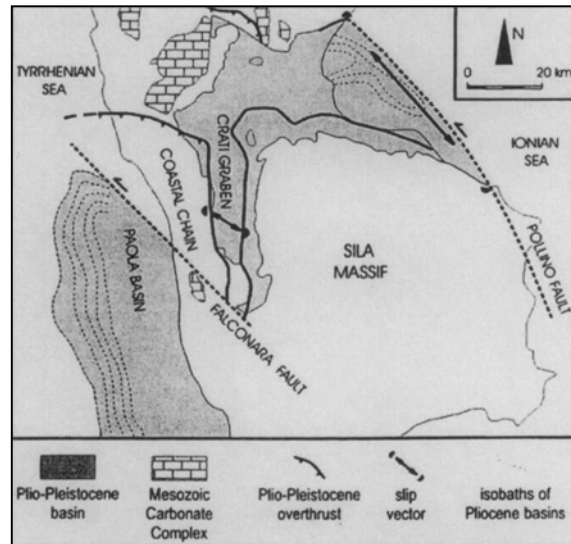 TYRRHENIAN
SEA
N
0 20 km
IONIAN
SEA
CRATI GRABEN
COASTAL CHAIN
PAOLA BASIN
SILA
MASSIF
POLLINO FAULT
FALCONARA FAULT
Plio-Pleistocene
basin
Mesozoic
Carbonate
Complex
Plio-Pleistocene
overthrust
slip
vector
isobaths of
Pliocene basins